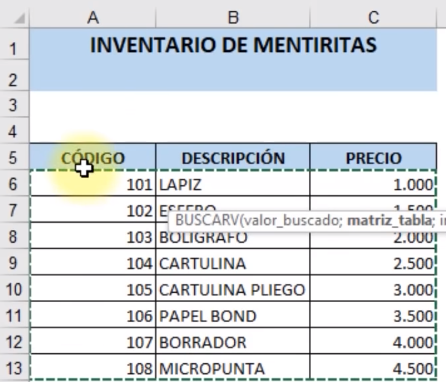 A B C
1 INVENTARIO DE MENTIRITAS
2
3
4
5 CÓDIGO DESCRIPCIÓN PRECIO
6 101 LAPIZ 1.000
7 102 ESFERO 1.500
BUSCARV(valor_buscado; matriz_tabla;
8 103 BOLIGRAFO 2.000
9 104 CARTULINA 2.500
10 105 CARTULINA PLIEGO 3.000
11 106 PAPEL BOND 3.500
12 107 BORRADOR 4.000
13 108 MICROPUNTA 4.500